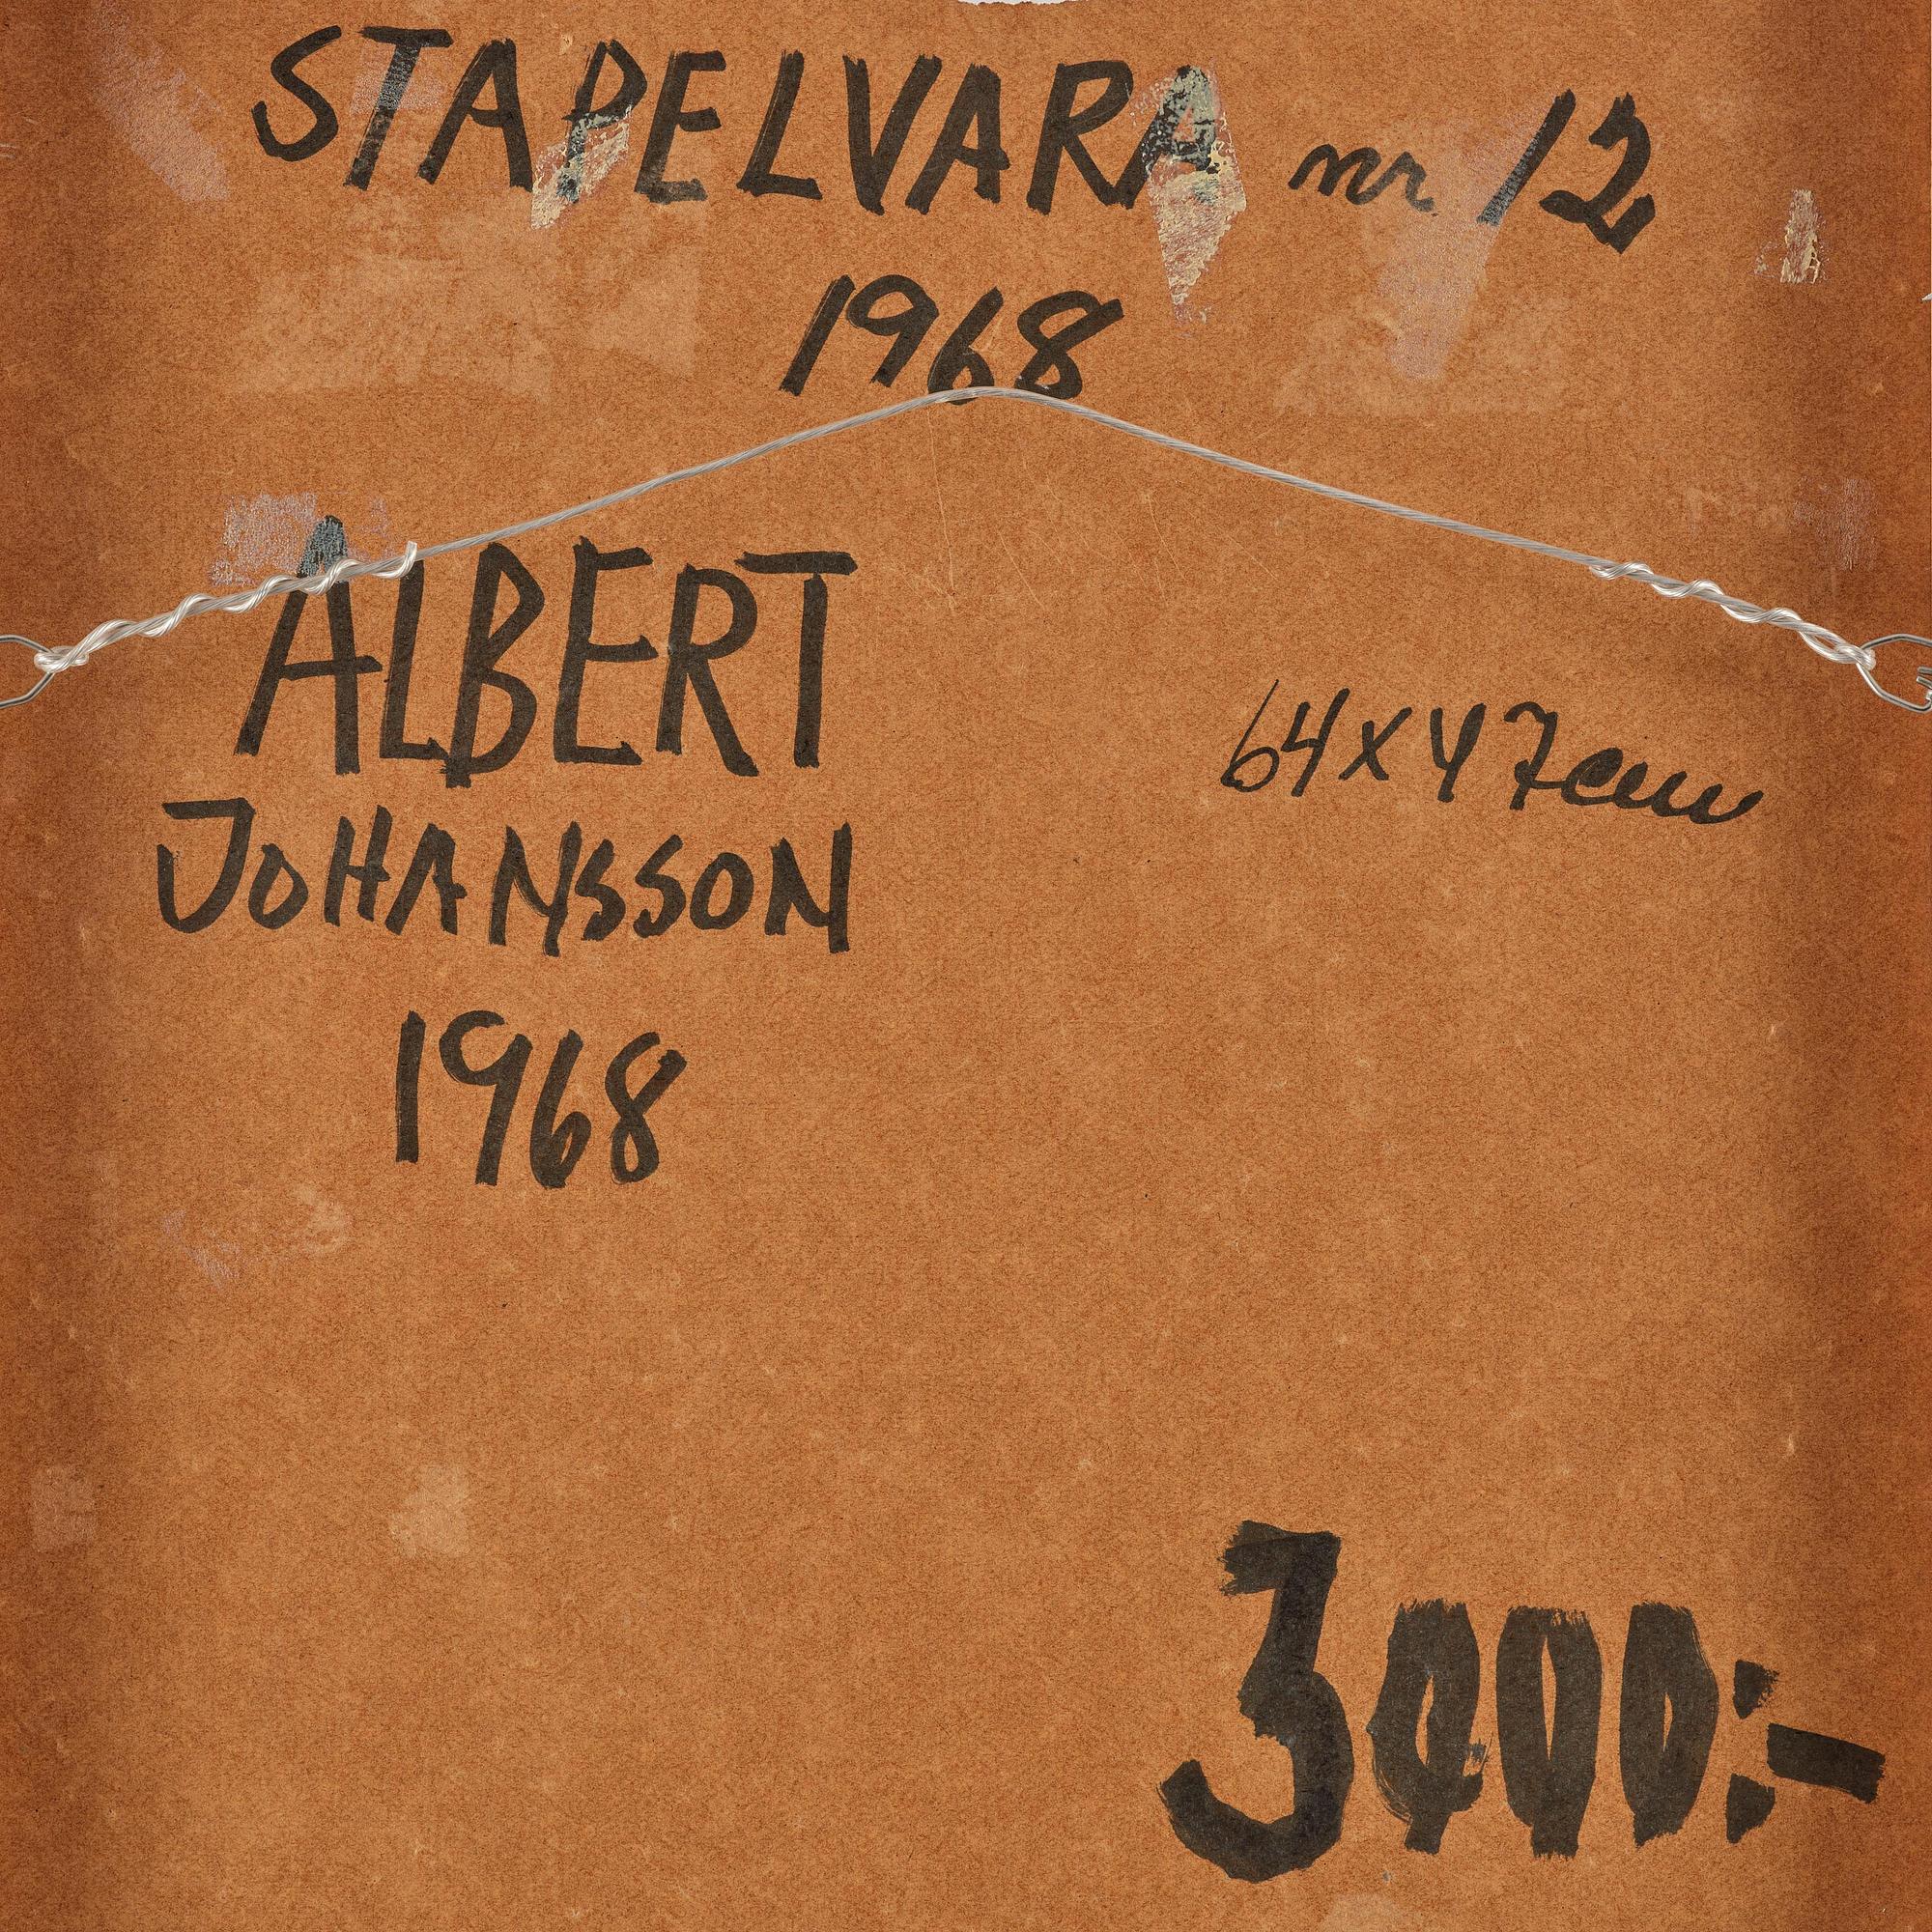 STAPELVARA nr 12
1968
ALBERT
JOHANSSON
1968
64x47cm
3000:-